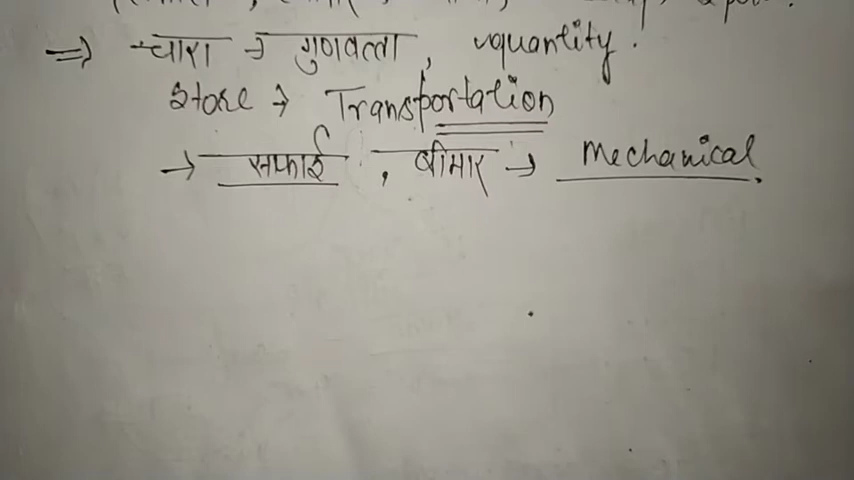 ⇒ चारा → गुणवत्ता, quantity.
Store → Transportation
→ सफाई, बीमार → Mechanical.